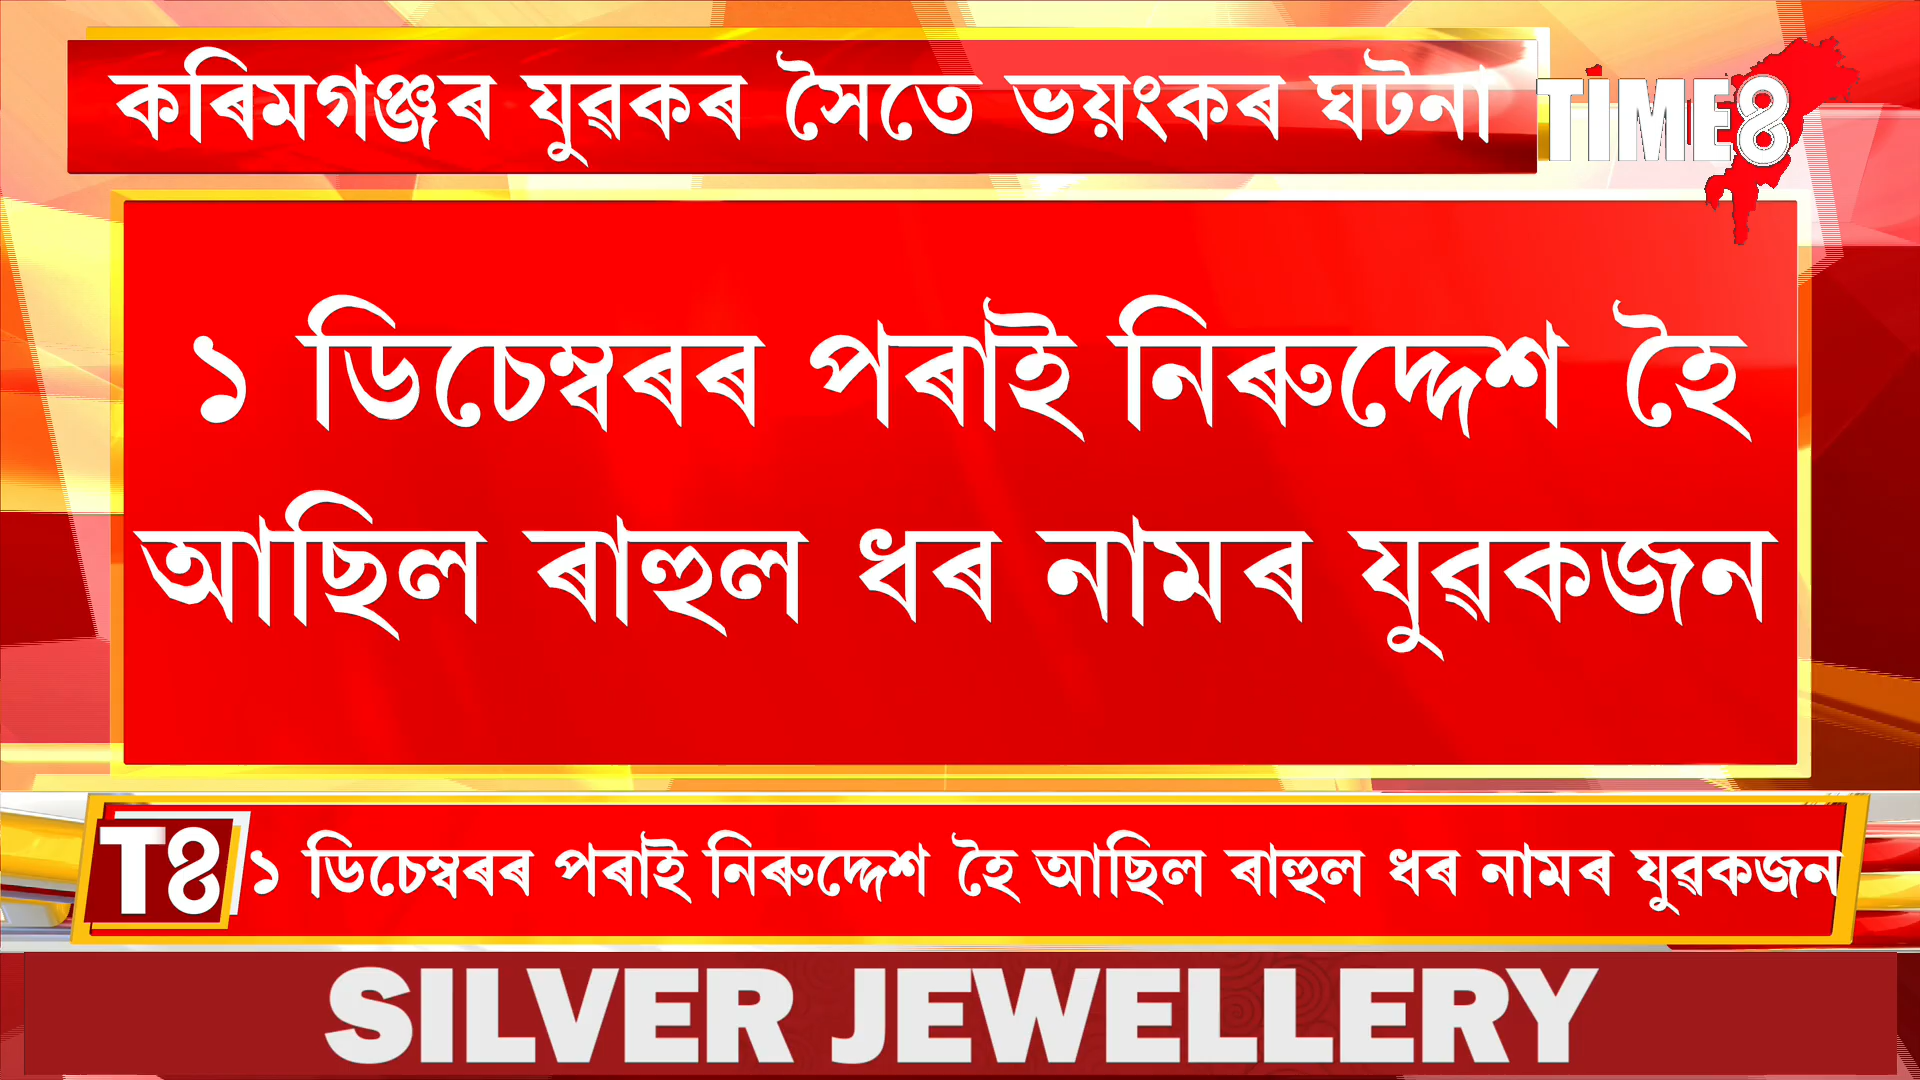 কৰিমগঞ্জৰ যুৱকৰ সৈতে ভয়ংকৰ ঘটনা
TIME8
১ ডিচেম্বৰৰ পৰাই নিৰুদ্দেশ হৈ
আছিল ৰাহুল ধৰ নামৰ যুৱকজন
T8
১ ডিচেম্বৰৰ পৰাই নিৰুদ্দেশ হৈ আছিল ৰাহুল ধৰ নামৰ যুৱকজন
SILVER JEWELLERY